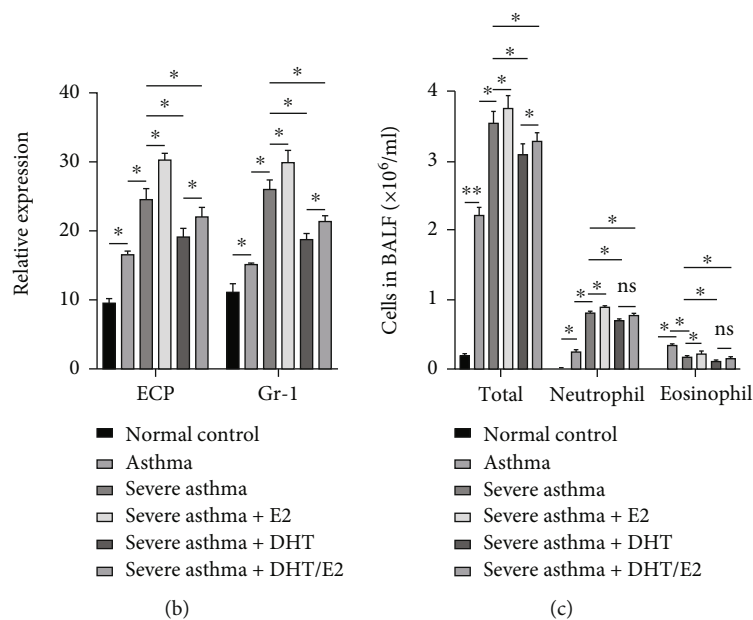 Relative expression
40
30
20
10
0
*
*
*
*
*
*
*
*
*
*
*
*
ECP
Gr-1
Normal control
Asthma
Severe asthma
Severe asthma + E2
Severe asthma + DHT
Severe asthma + DHT/E2
(b)
Cells in BALF (×10⁶/ml)
4
3
2
1
0
*
*
*
*
*
**
*
*
*
*
*
ns
*
*
*
*
*
*
ns
Total
Neutrophil
Eosinophil
Normal control
Asthma
Severe asthma
Severe asthma + E2
Severe asthma + DHT
Severe asthma + DHT/E2
(c)